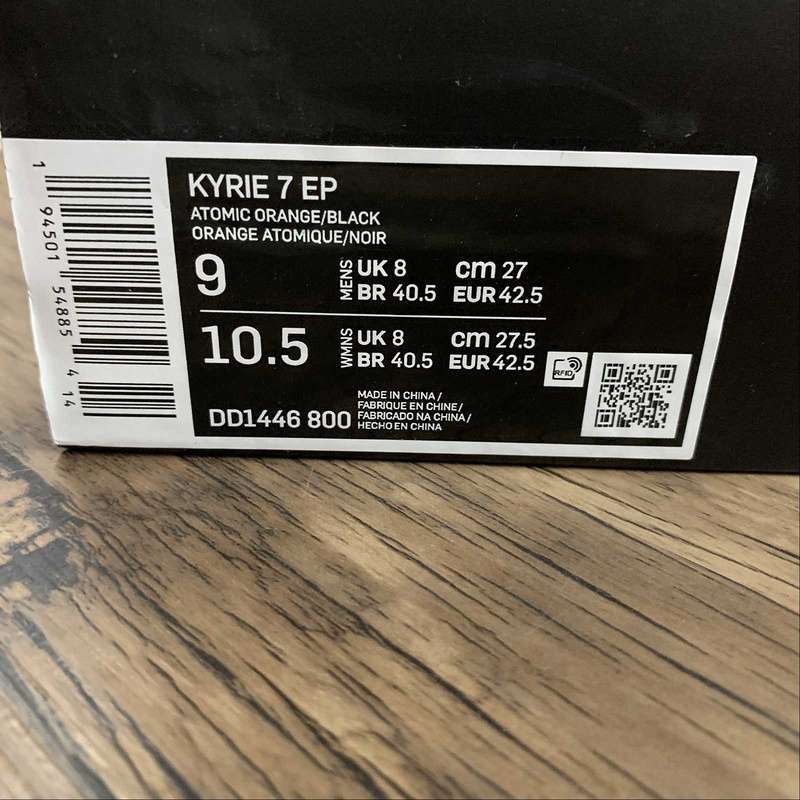 KYRIE 7 EP
ATOMIC ORANGE/BLACK
ORANGE ATOMIQUE/NOIR
9 MENS UK 8 cm 27
BR 40.5 EUR 42.5
10.5 WMNS UK 8 cm 27.5
BR 40.5 EUR 42.5
RFID
DD1446 800
MADE IN CHINA/
FABRIQUE EN CHINE/
FABRICADO NA CHINA/
HECHO EN CHINA
1 94501 54885 4 14